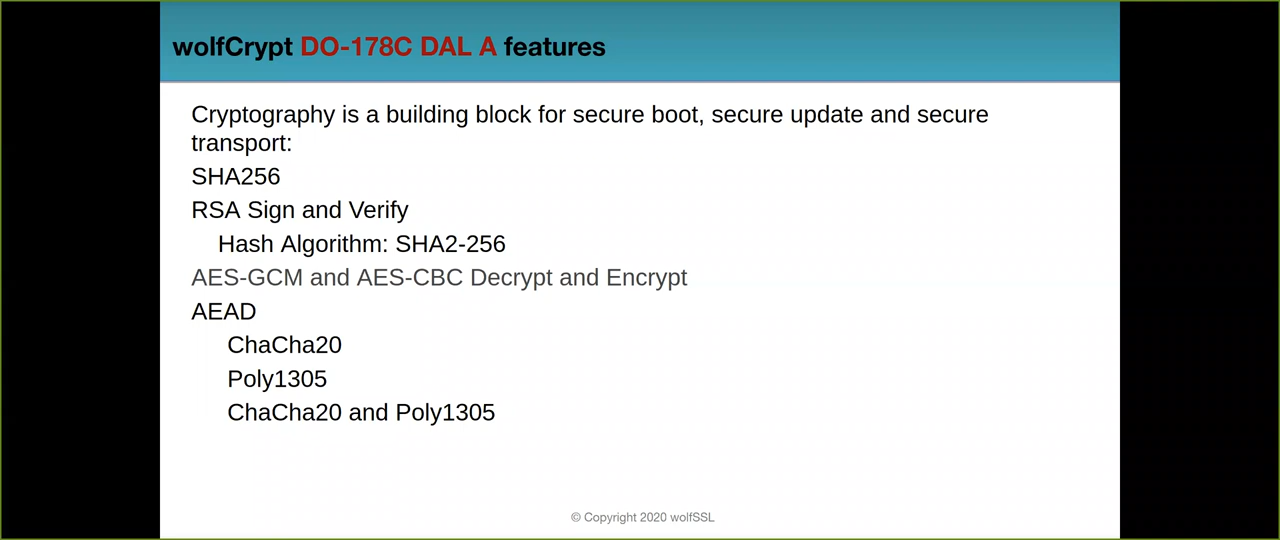 wolfCrypt DO-178C DAL A features
Cryptography is a building block for secure boot, secure update and secure
transport:
SHA256
RSA Sign and Verify
Hash Algorithm: SHA2-256
AES-GCM and AES-CBC Decrypt and Encrypt
AEAD
ChaCha20
Poly1305
ChaCha20 and Poly1305
© Copyright 2020 wolfSSL